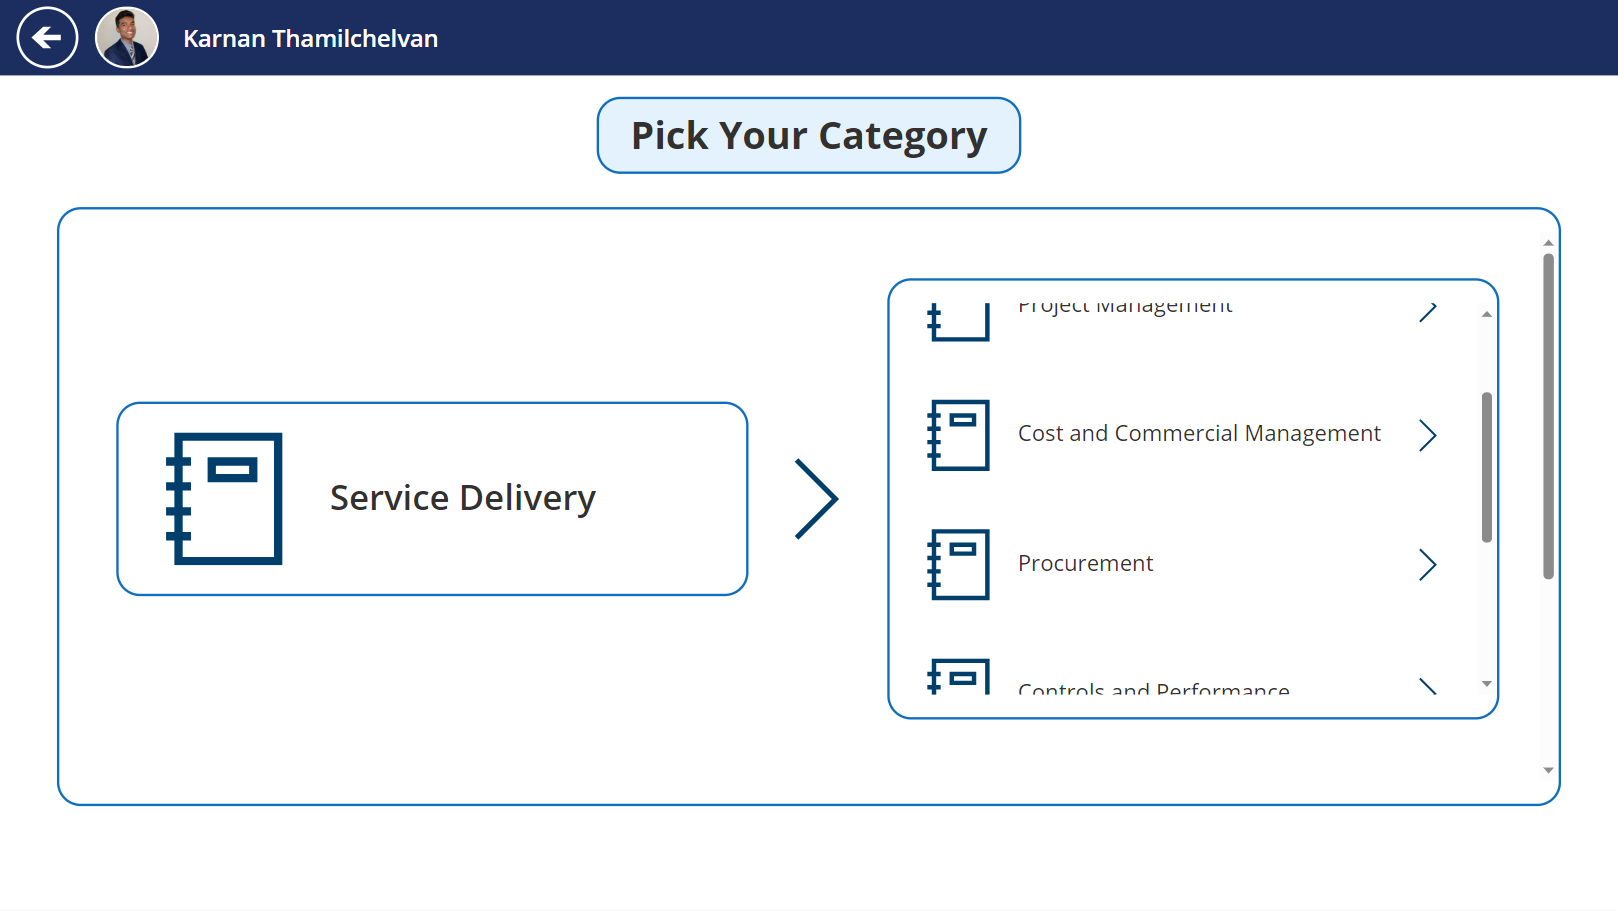 Karnan Thamilchelvan
Pick Your Category
Service Delivery
Project Management
Cost and Commercial Management
Procurement
Controls and Performance